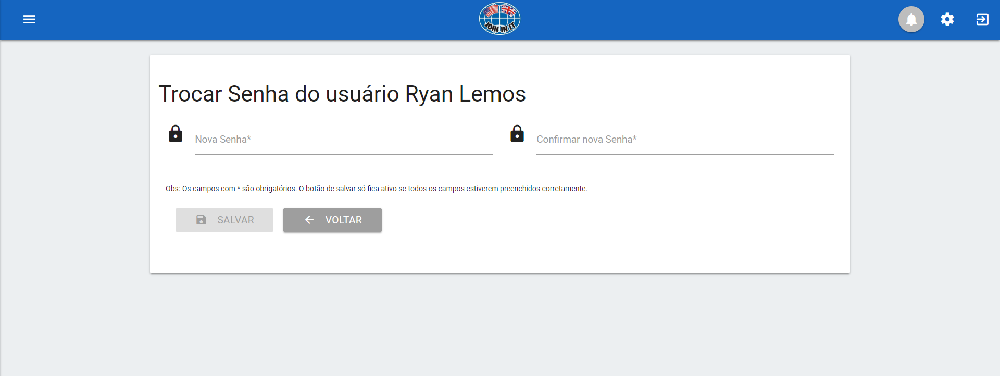 JOIN IN IT
Trocar Senha do usuário Ryan Lemos
Nova Senha*
Confirmar nova Senha*
Obs: Os campos com * são obrigatórios. O botão de salvar só fica ativo se todos os campos estiverem preenchidos corretamente.
SALVAR
VOLTAR